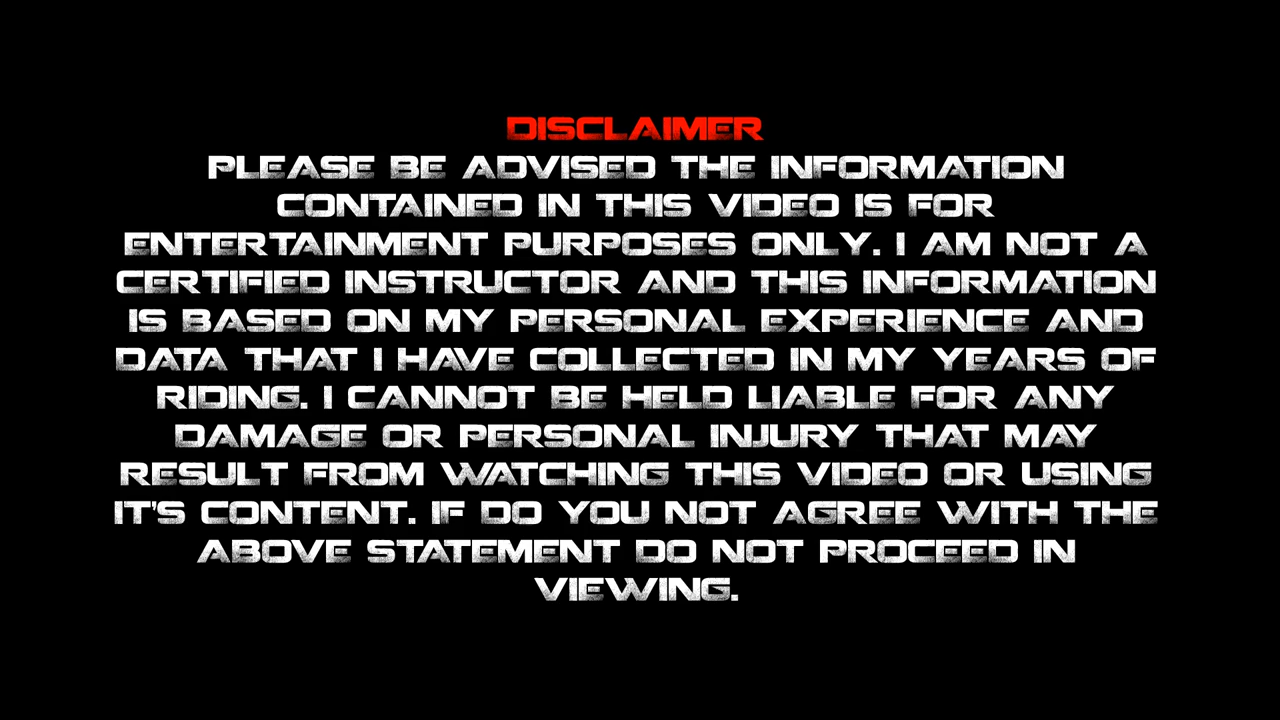 DISCLAIMER
PLEASE BE ADVISED THE INFORMATION
CONTAINED IN THIS VIDEO IS FOR
ENTERTAINMENT PURPOSES ONLY. I AM NOT A
CERTIFIED INSTRUCTOR AND THIS INFORMATION
IS BASED ON MY PERSONAL EXPERIENCE AND
DATA THAT I HAVE COLLECTED IN MY YEARS OF
RIDING. I CANNOT BE HELD LIABLE FOR ANY
DAMAGE OR PERSONAL INJURY THAT MAY
RESULT FROM WATCHING THIS VIDEO OR USING
IT'S CONTENT. IF DO YOU NOT AGREE WITH THE
ABOVE STATEMENT DO NOT PROCEED IN
VIEWING.